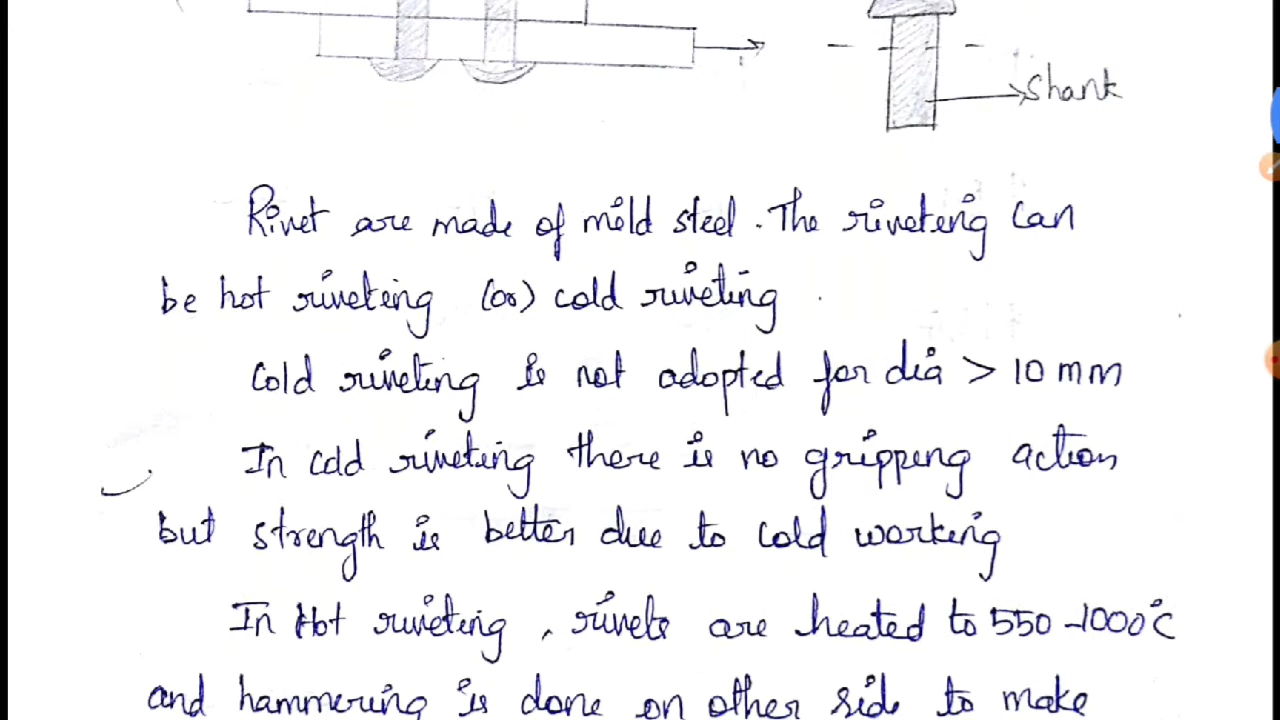 Shank
Rivet are made of mild steel. The riveting can
be hot riveting (or) cold riveting.
Cold riveting is not adopted for dia > 10 mm
In cold riveting there is no gripping action
but strength is better due to cold working
In Hot riveting, rivets are heated to 550-1000°C
and hammering is done on other side to make